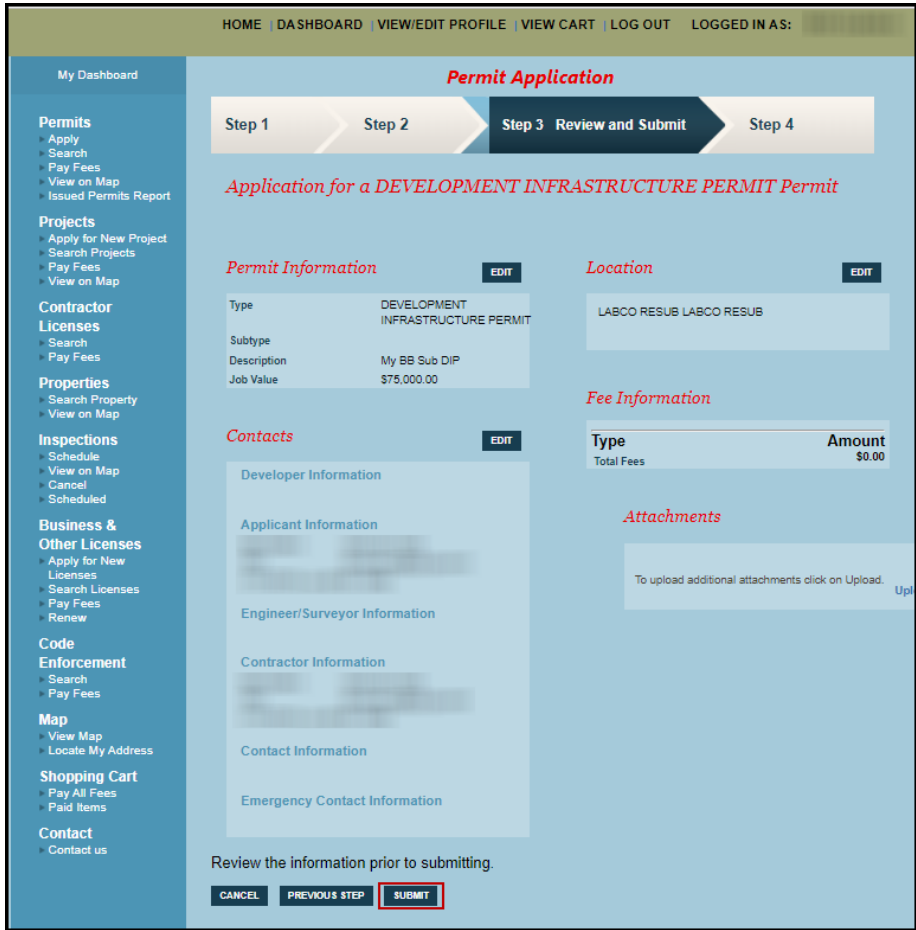 HOME | DASHBOARD | VIEW/EDIT PROFILE | VIEW CART | LOG OUT LOGGED IN AS:
My Dashboard
Permits
Apply
Search
Pay Fees
View on Map
Issued Permits Report
Projects
Apply for New Project
Search Projects
Pay Fees
View on Map
Contractor
Licenses
Search
Pay Fees
Properties
Search Property
View on Map
Inspections
Schedule
View on Map
Cancel
Scheduled
Business &
Other Licenses
Apply for New
Licenses
Search Licenses
Pay Fees
Renew
Code
Enforcement
Search
Pay Fees
Map
View Map
Locate My Address
Shopping Cart
Pay All Fees
Paid Items
Contact
Contact us
Permit Application
Step 1 Step 2 Step 3 Review and Submit Step 4
Application for a DEVELOPMENT INFRASTRUCTURE PERMIT Permit
Permit Information EDIT
Type DEVELOPMENT
INFRASTRUCTURE PERMIT
Subtype
Description My BB Sub DIP
Job Value $75,000.00
Location EDIT
LABCO RESUB LABCO RESUB
Fee Information
Type Amount
Total Fees $0.00
Contacts EDIT
Developer Information
Applicant Information
Engineer/Surveyor Information
Contractor Information
Contact Information
Emergency Contact Information
Attachments
To upload additional attachments click on Upload.
Upl
Review the information prior to submitting.
CANCEL PREVIOUS STEP SUBMIT